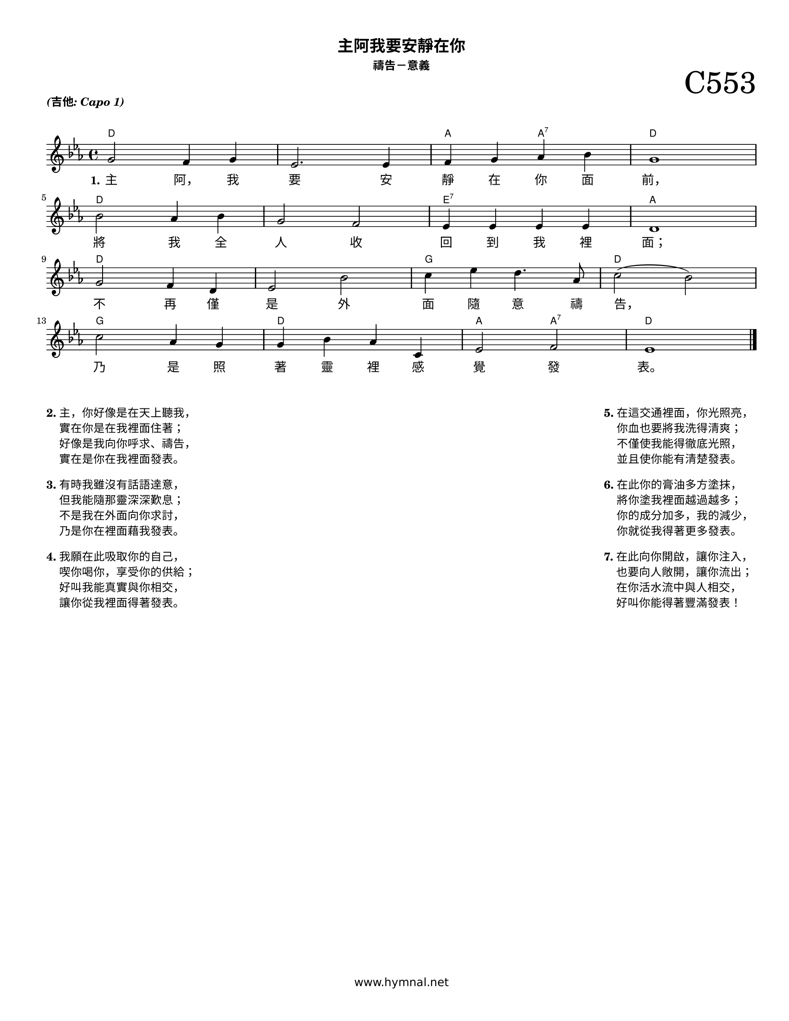 主阿我要安靜在你
禱告－意義
C553
(吉他: Capo 1)
D A A7 D
1. 主 阿， 我 要 安 靜 在 你 面 前，
5 D E7 A
將 我 全 人 收 回 到 我 裡 面；
9 D G D
不 再 僅 是 外 面 隨 意 禱 告，
13 G D A A7 D
乃 是 照 著 靈 裡 感 覺 發 表。
2. 主，你好像是在天上聽我，
實在你是在我裡面住著；
好像是我向你呼求、禱告，
實在是你在我裡面發表。
3. 有時我雖沒有話語達意，
但我能隨那靈深深歎息；
不是我在外面向你求討，
乃是你在裡面藉我發表。
4. 我願在此吸取你的自己，
喫你喝你，享受你的供給；
好叫我能真實與你相交，
讓你從我裡面得著發表。
5. 在這交通裡面，你光照亮，
你血也要將我洗得清爽；
不僅使我能得徹底光照，
並且使你能有清楚發表。
6. 在此你的膏油多方塗抹，
將你塗我裡面越過越多；
你的成分加多，我的減少，
你就從我得著更多發表。
7. 在此向你開啟，讓你注入，
也要向人敞開，讓你流出；
在你活水流中與人相交，
好叫你能得著豐滿發表！
www.hymnal.net